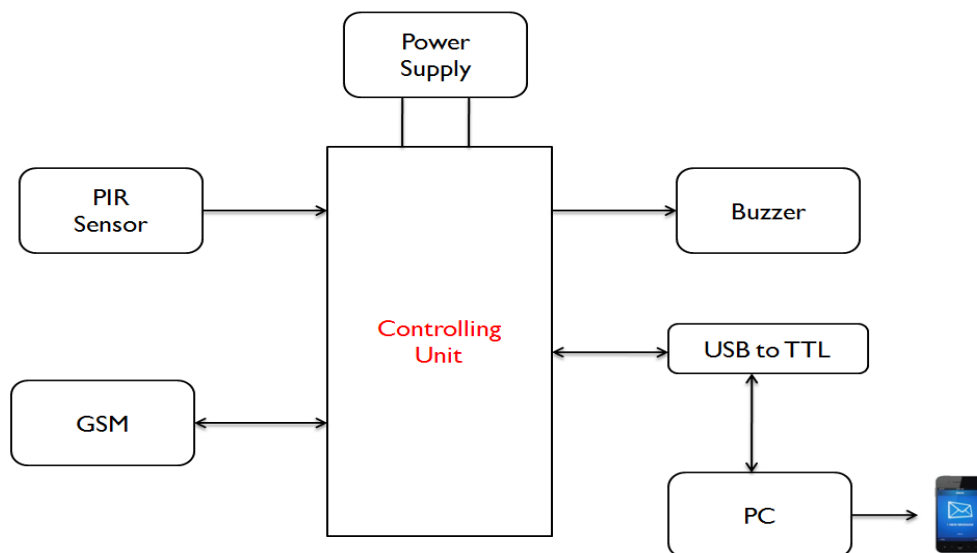 Power
Supply
PIR
Sensor
Buzzer
Controlling
Unit
USB to TTL
GSM
PC